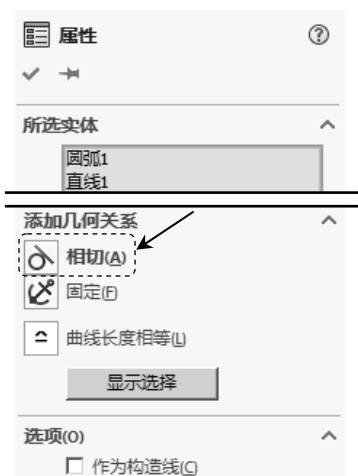 属性
所选实体
圆弧1
直线1
添加几何关系
相切(A)
固定(F)
曲线长度相等(L)
显示选择
选项(O)
作为构造线(C)